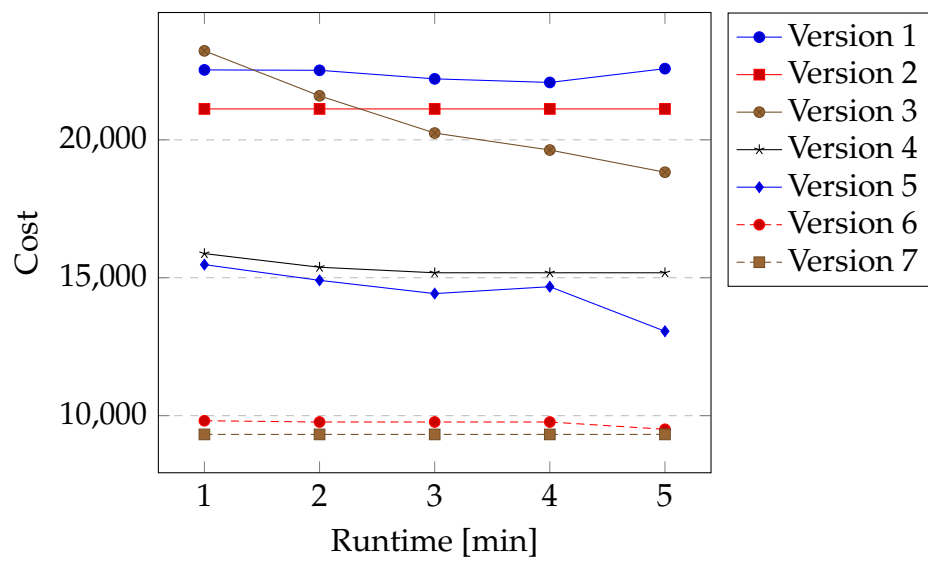 Cost
20,000
15,000
10,000
1 2 3 4 5
Runtime [min]
Version 1
Version 2
Version 3
Version 4
Version 5
Version 6
Version 7